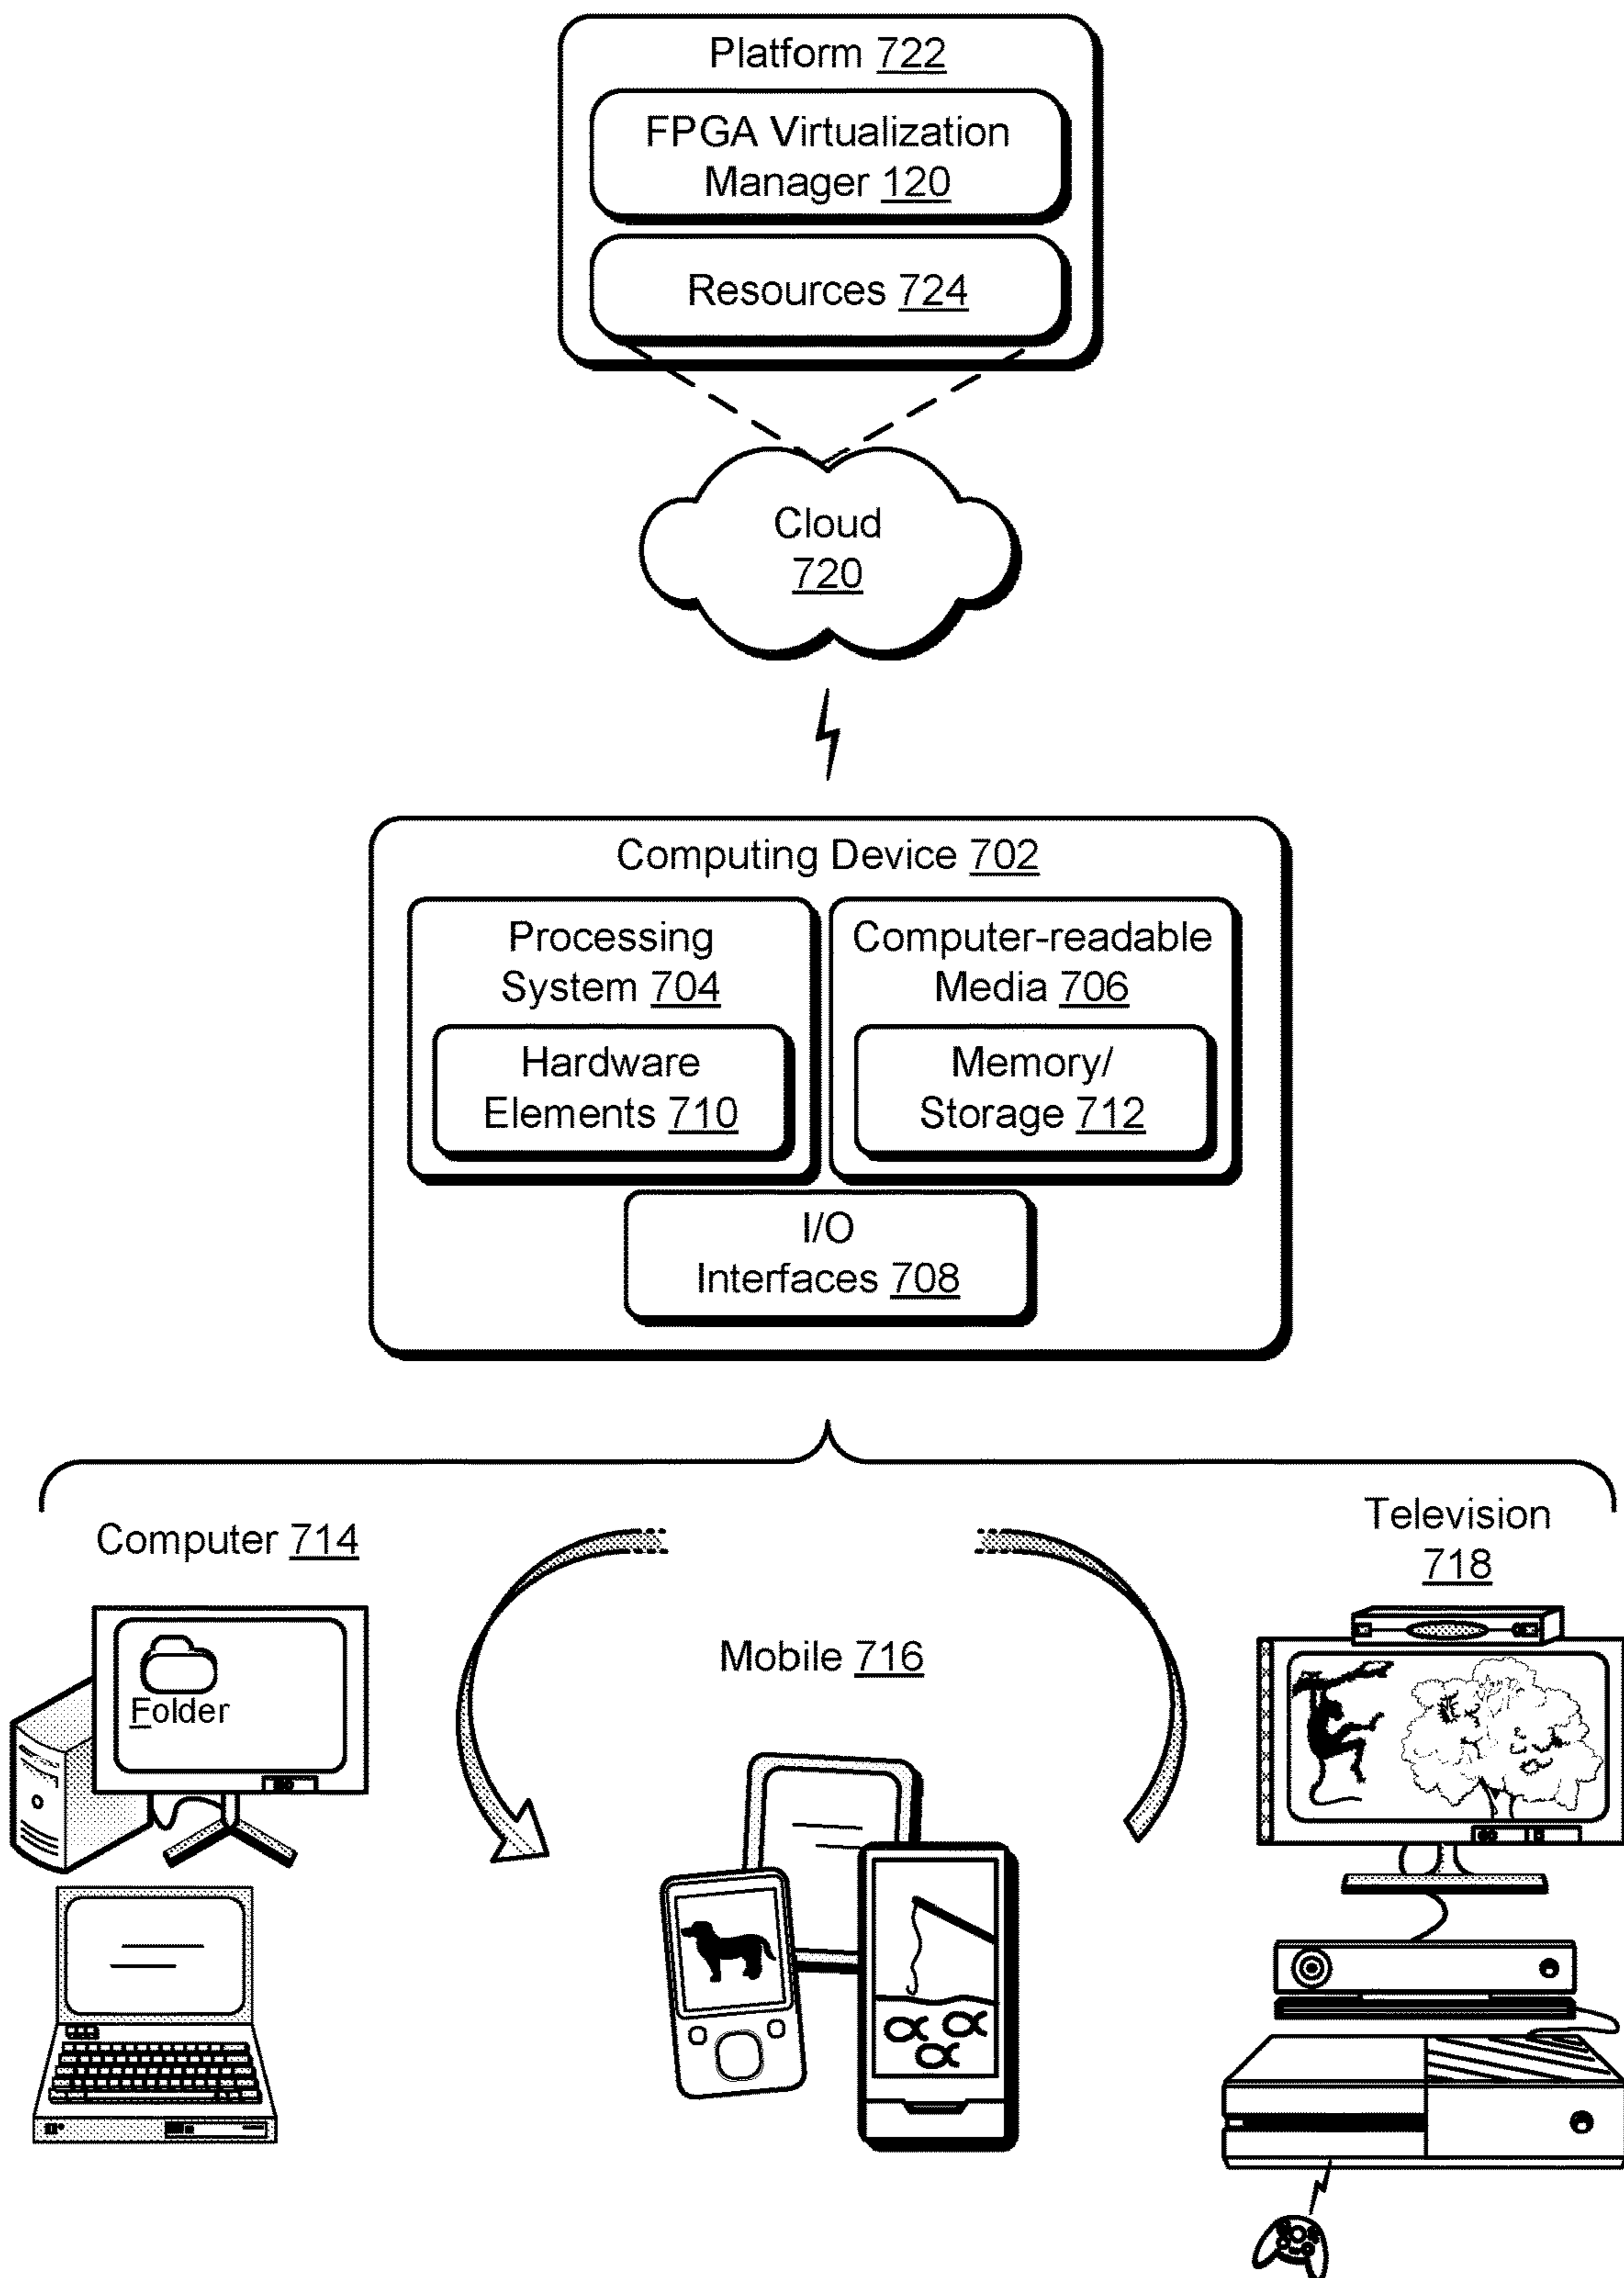 Platform 722
FPGA Virtualization
Manager 120
Resources 724
Cloud
720
Computing Device 702
Processing
System 704
Hardware
Elements 710
Computer-readable
Media 706
Memory/
Storage 712
I/O
Interfaces 708
Computer 714
Folder
Mobile 716
Television
718